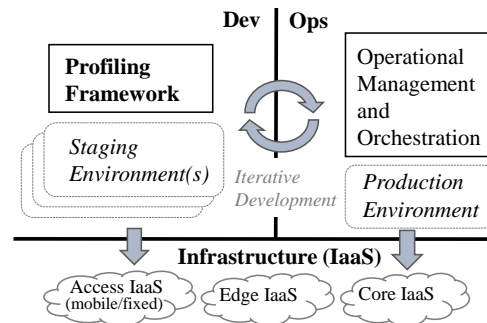 Dev
Ops
Profiling
Framework
Operational
Management
and
Orchestration
Staging
Environment(s)
Iterative
Development
Production
Environment
Infrastructure (IaaS)
Access IaaS
(mobile/fixed)
Edge IaaS
Core IaaS